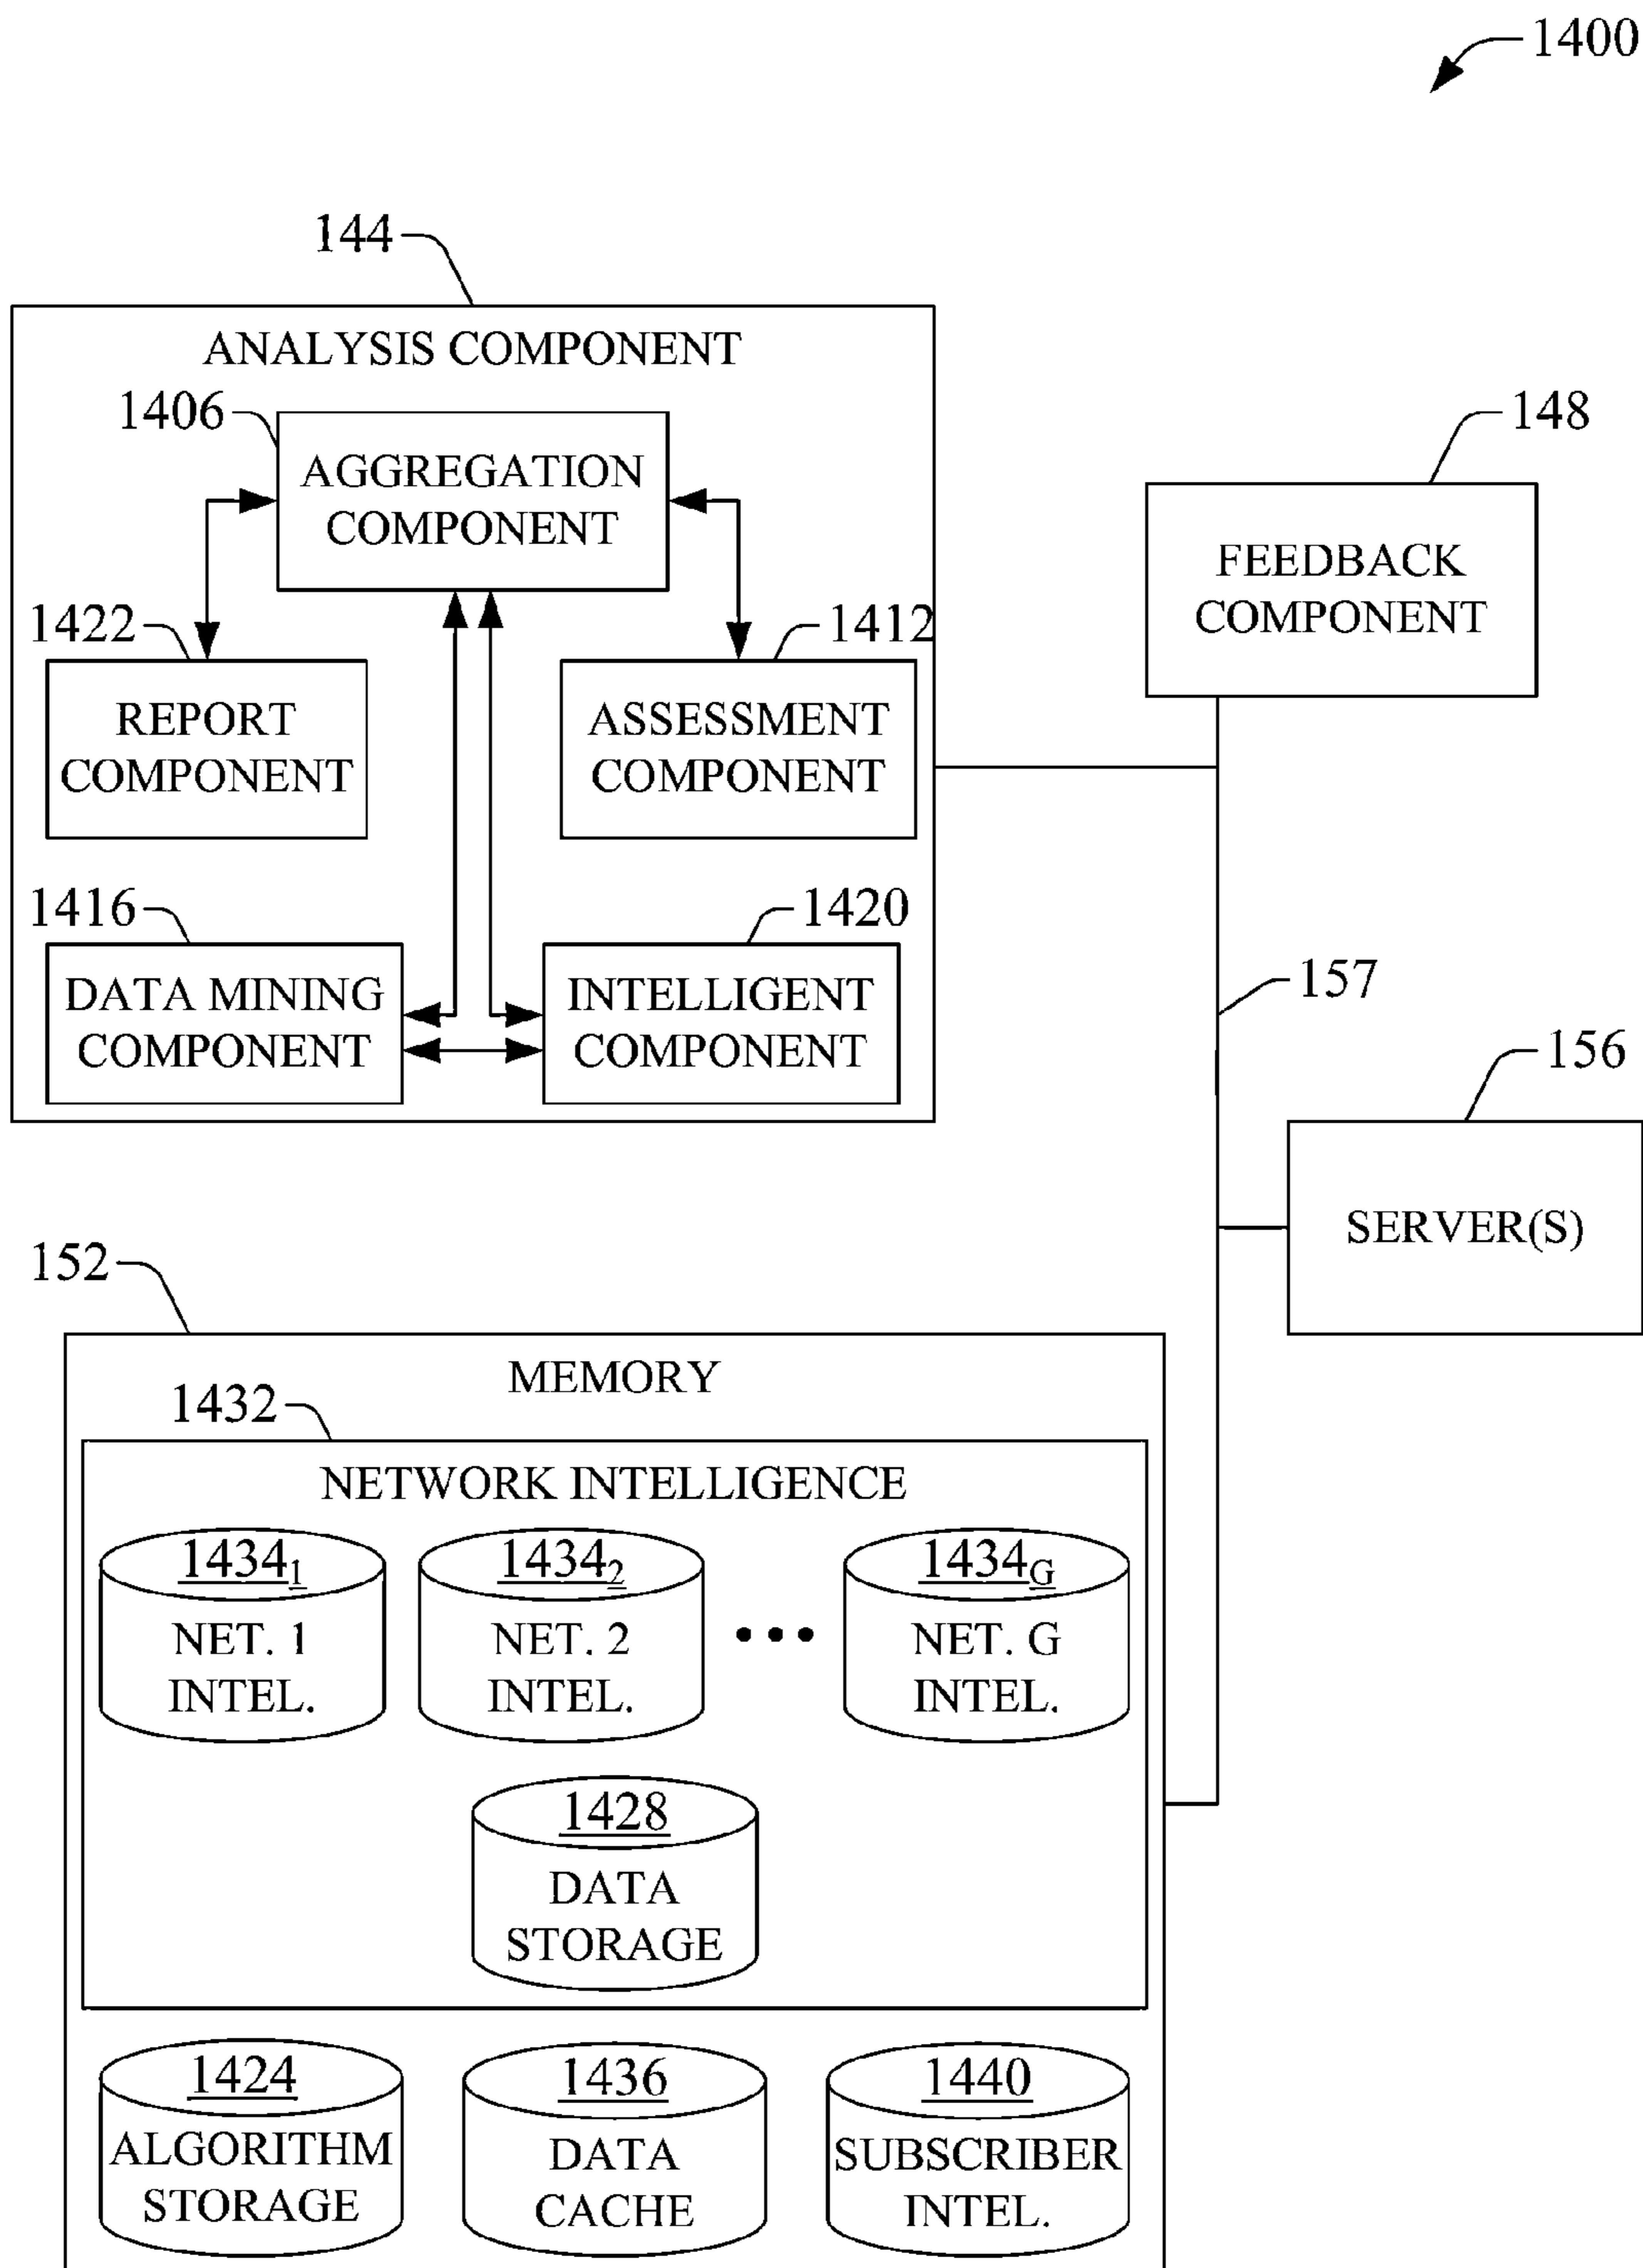 1400
144
ANALYSIS COMPONENT
1406
AGGREGATION
COMPONENT
148
FEEDBACK
COMPONENT
1422
1412
REPORT
COMPONENT
ASSESSMENT
COMPONENT
1416
1420
DATA MINING
COMPONENT
INTELLIGENT
COMPONENT
157
156
SERVER(S)
152
MEMORY
1432
NETWORK INTELLIGENCE
1434₁
NET. 1
INTEL.
1434₂
NET. 2
INTEL.
• • •
1434G
NET. G
INTEL.
1428
DATA
STORAGE
1424
ALGORITHM
STORAGE
1436
DATA
CACHE
1440
SUBSCRIBER
INTEL.